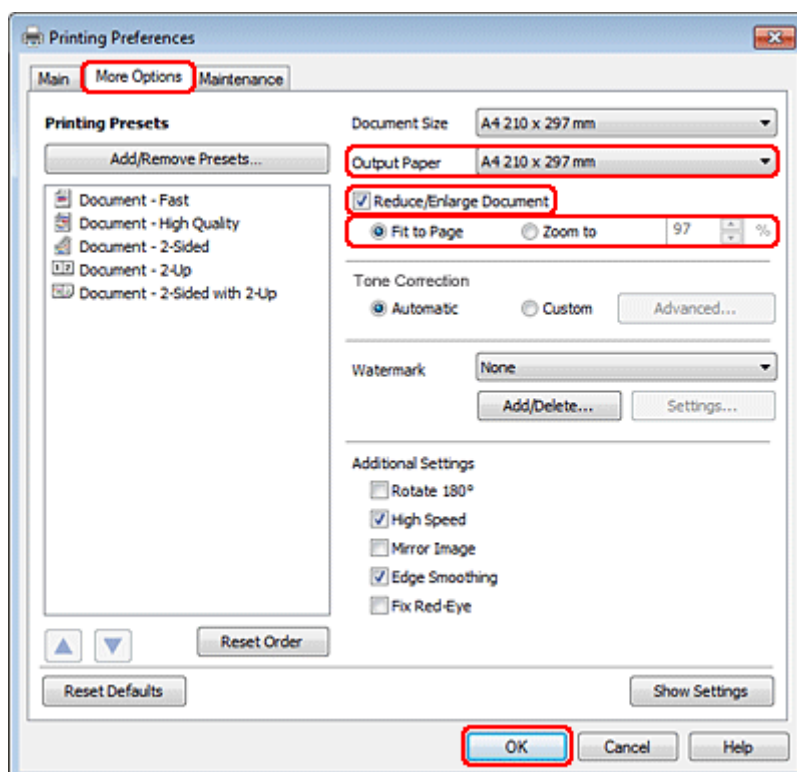 Printing Preferences
Main More Options Maintenance
Printing Presets
Add/Remove Presets...
Document - Fast
Document - High Quality
Document - 2-Sided
Document - 2-Up
Document - 2-Sided with 2-Up
Reset Order
Document Size A4 210 x 297 mm
Output Paper A4 210 x 297 mm
Reduce/Enlarge Document
Fit to Page Zoom to 97 %
Tone Correction
Automatic Custom Advanced...
Watermark None
Add/Delete... Settings...
Additional Settings
Rotate 180°
High Speed
Mirror Image
Edge Smoothing
Fix Red-Eye
Reset Defaults Show Settings
OK Cancel Help